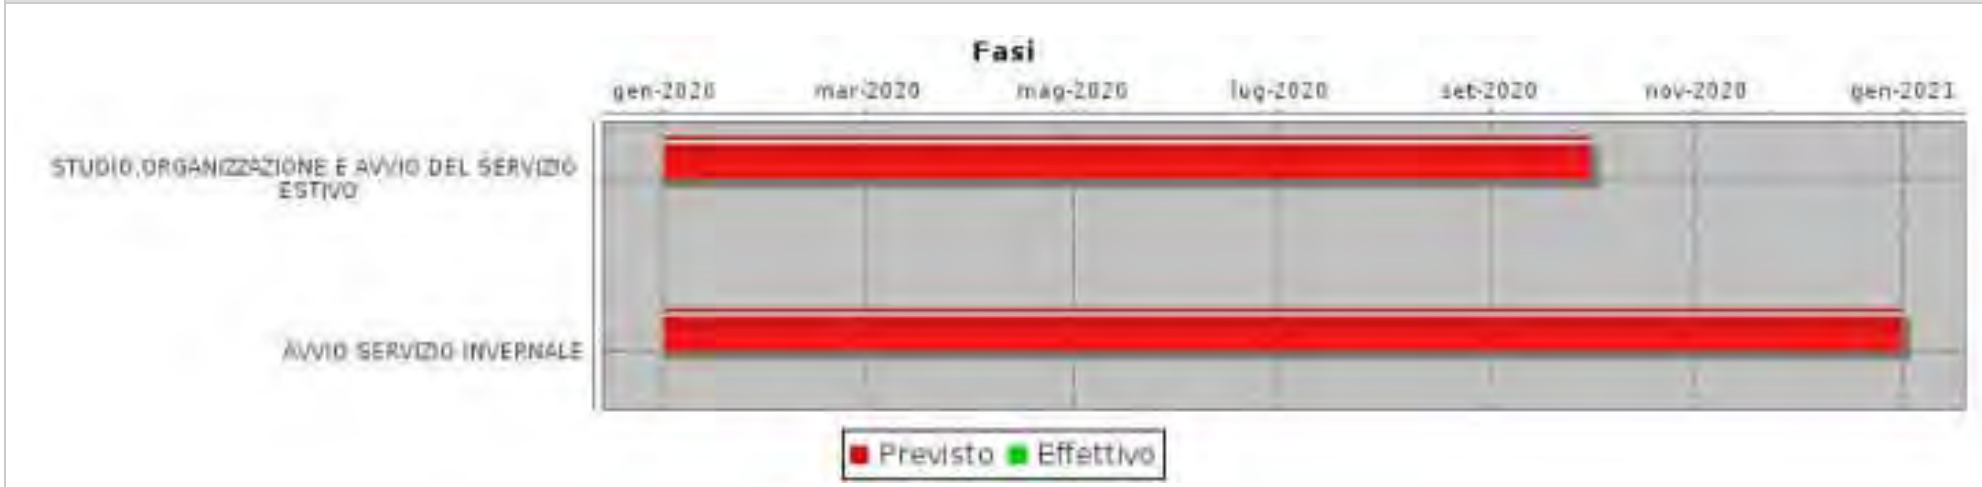 Fasi
gen-2020 mar-2020 mag-2020 lug-2020 set-2020 nov-2020 gen-2021
STUDIO,ORGANIZZAZIONE E AVVIO DEL SERVIZIO
ESTIVO
AVVIO SERVIZIO INVERNALE
Previsto Effettivo